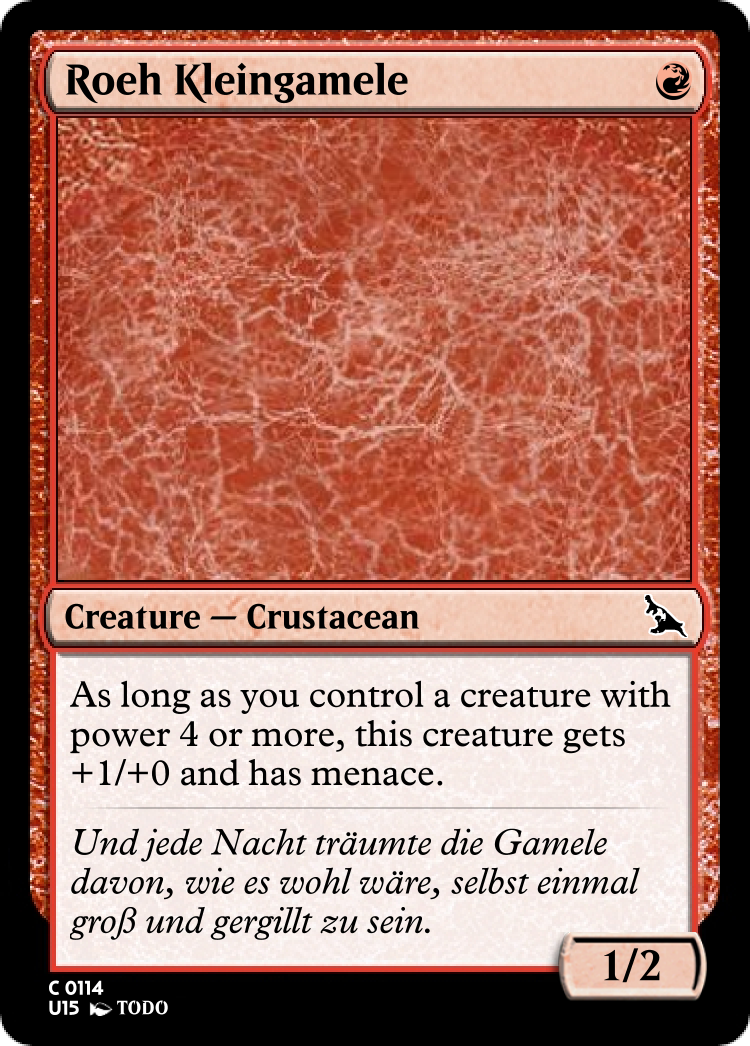 Roeh Kleingamele
Creature — Crustacean
As long as you control a creature with
power 4 or more, this creature gets
+1/+0 and has menace.
Und jede Nacht träumte die Gamele
davon, wie es wohl wäre, selbst einmal
groß und gergillt zu sein.
1/2
C 0114
U15 TODO